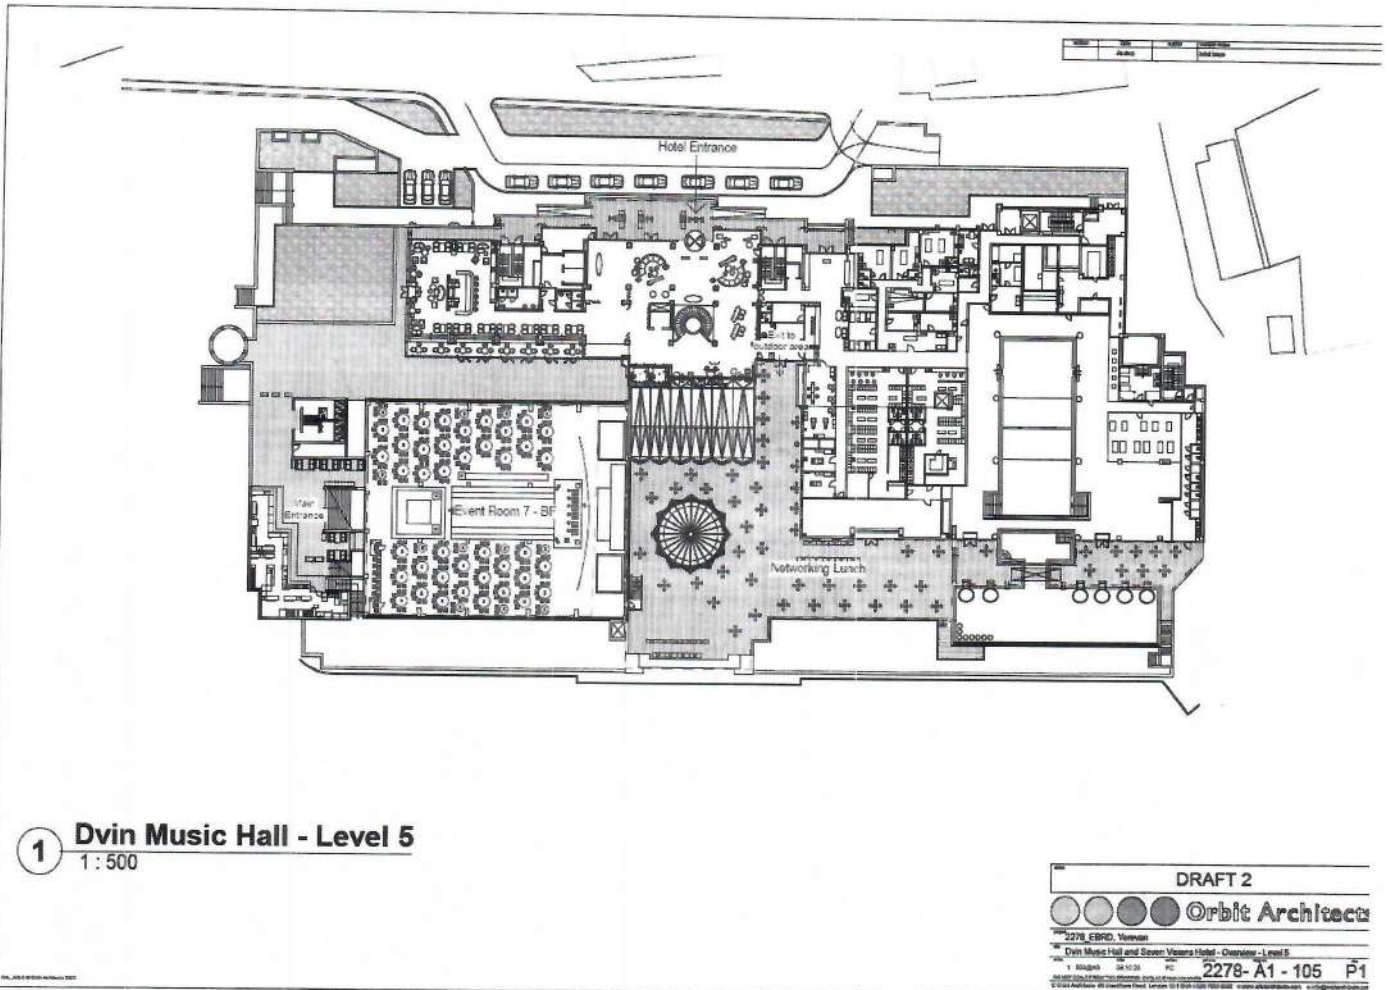 Hotel Entrance
Exit to
outdoor area
Main
Entrance
Event Room 7 - BF
Networking Lunch
1
Dvin Music Hall - Level 5
1 : 500
DRAFT 2
Orbit Architects
2278_EBRD, Yerevan
Dvin Music Hall and Seven Visions Hotel - Overview - Level 5
2278- A1 - 105 P1